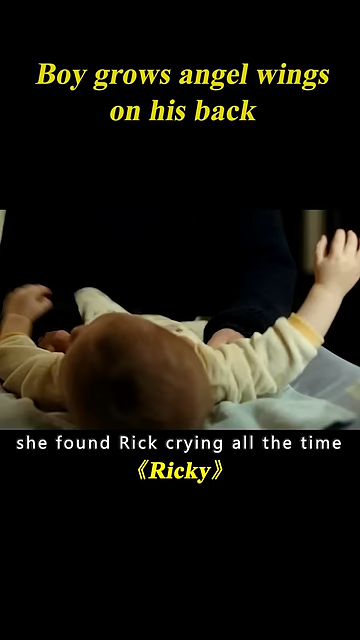 Boy grows angel wings
on his back
she found Rick crying all the time
《Ricky》